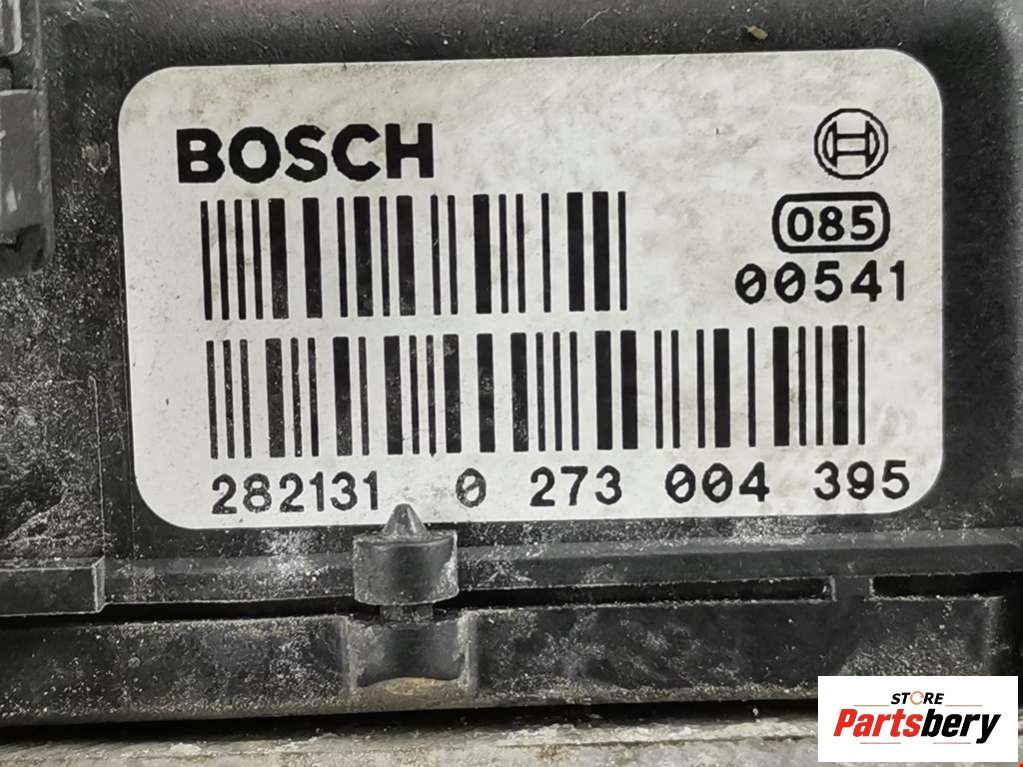 BOSCH
085
00541
282131 0 273 004 395
STORE
Partsbery